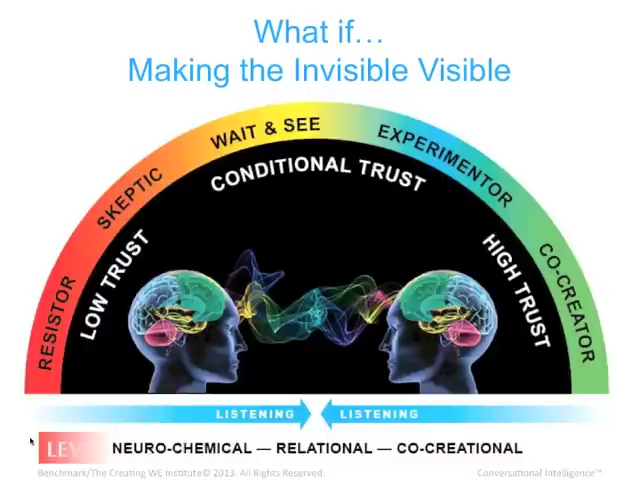 What if…
Making the Invisible Visible
RESISTOR
SKEPTIC
WAIT & SEE
EXPERIMENTOR
CO-CREATOR
LOW TRUST
CONDITIONAL TRUST
HIGH TRUST
LISTENING
LISTENING
NEURO-CHEMICAL — RELATIONAL — CO-CREATIONAL
Benchmark/The Creating WE Institute© 2013. All Rights Reserved
Conversational Intelligence™